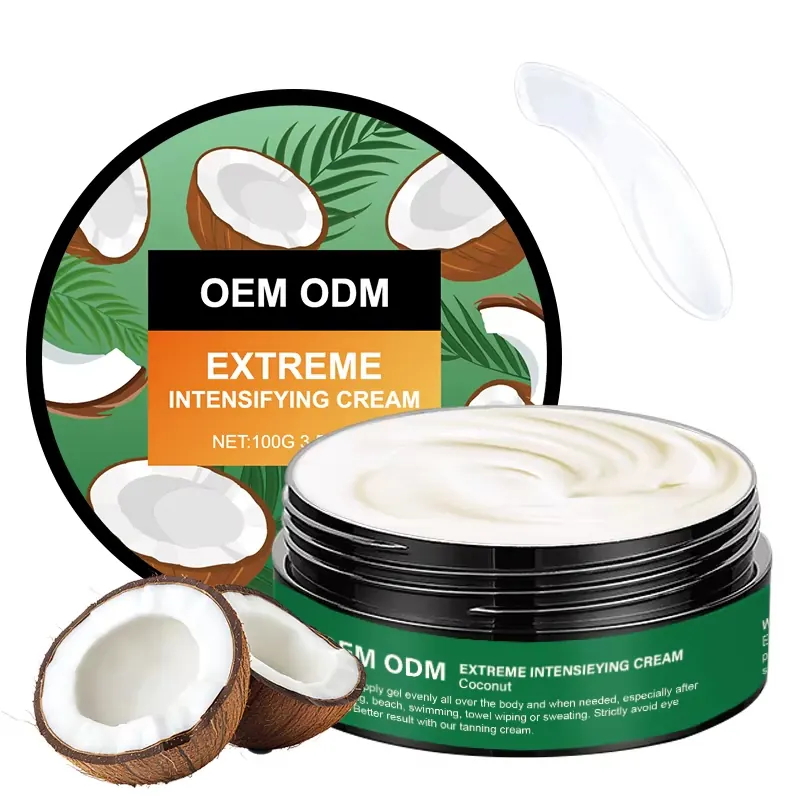 OEM ODM
EXTREME
INTENSIFYING CREAM
NET:100G 3.
EM ODM EXTREME INTENSIEYING CREAM
Coconut
pply gel evenly all over the body and when needed, especially after
beach, swimming, towel wiping or sweating. Strictly avoid eye
Better result with our tanning cream.